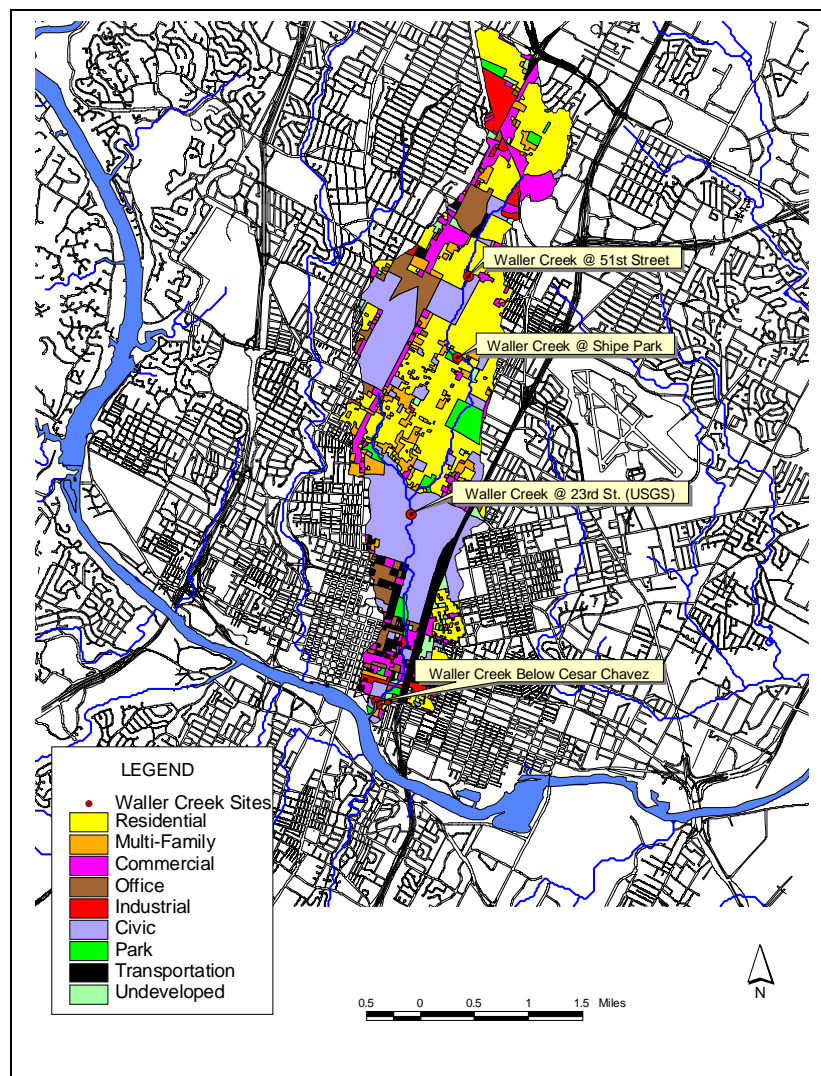 Waller Creek @ 51st Street
Waller Creek @ Shipe Park
Waller Creek @ 23rd St. (USGS)
Waller Creek Below Cesar Chavez
LEGEND
Waller Creek Sites
Residential
Multi-Family
Commercial
Office
Industrial
Civic
Park
Transportation
Undeveloped
0.5 0 0.5 1 1.5 Miles
N